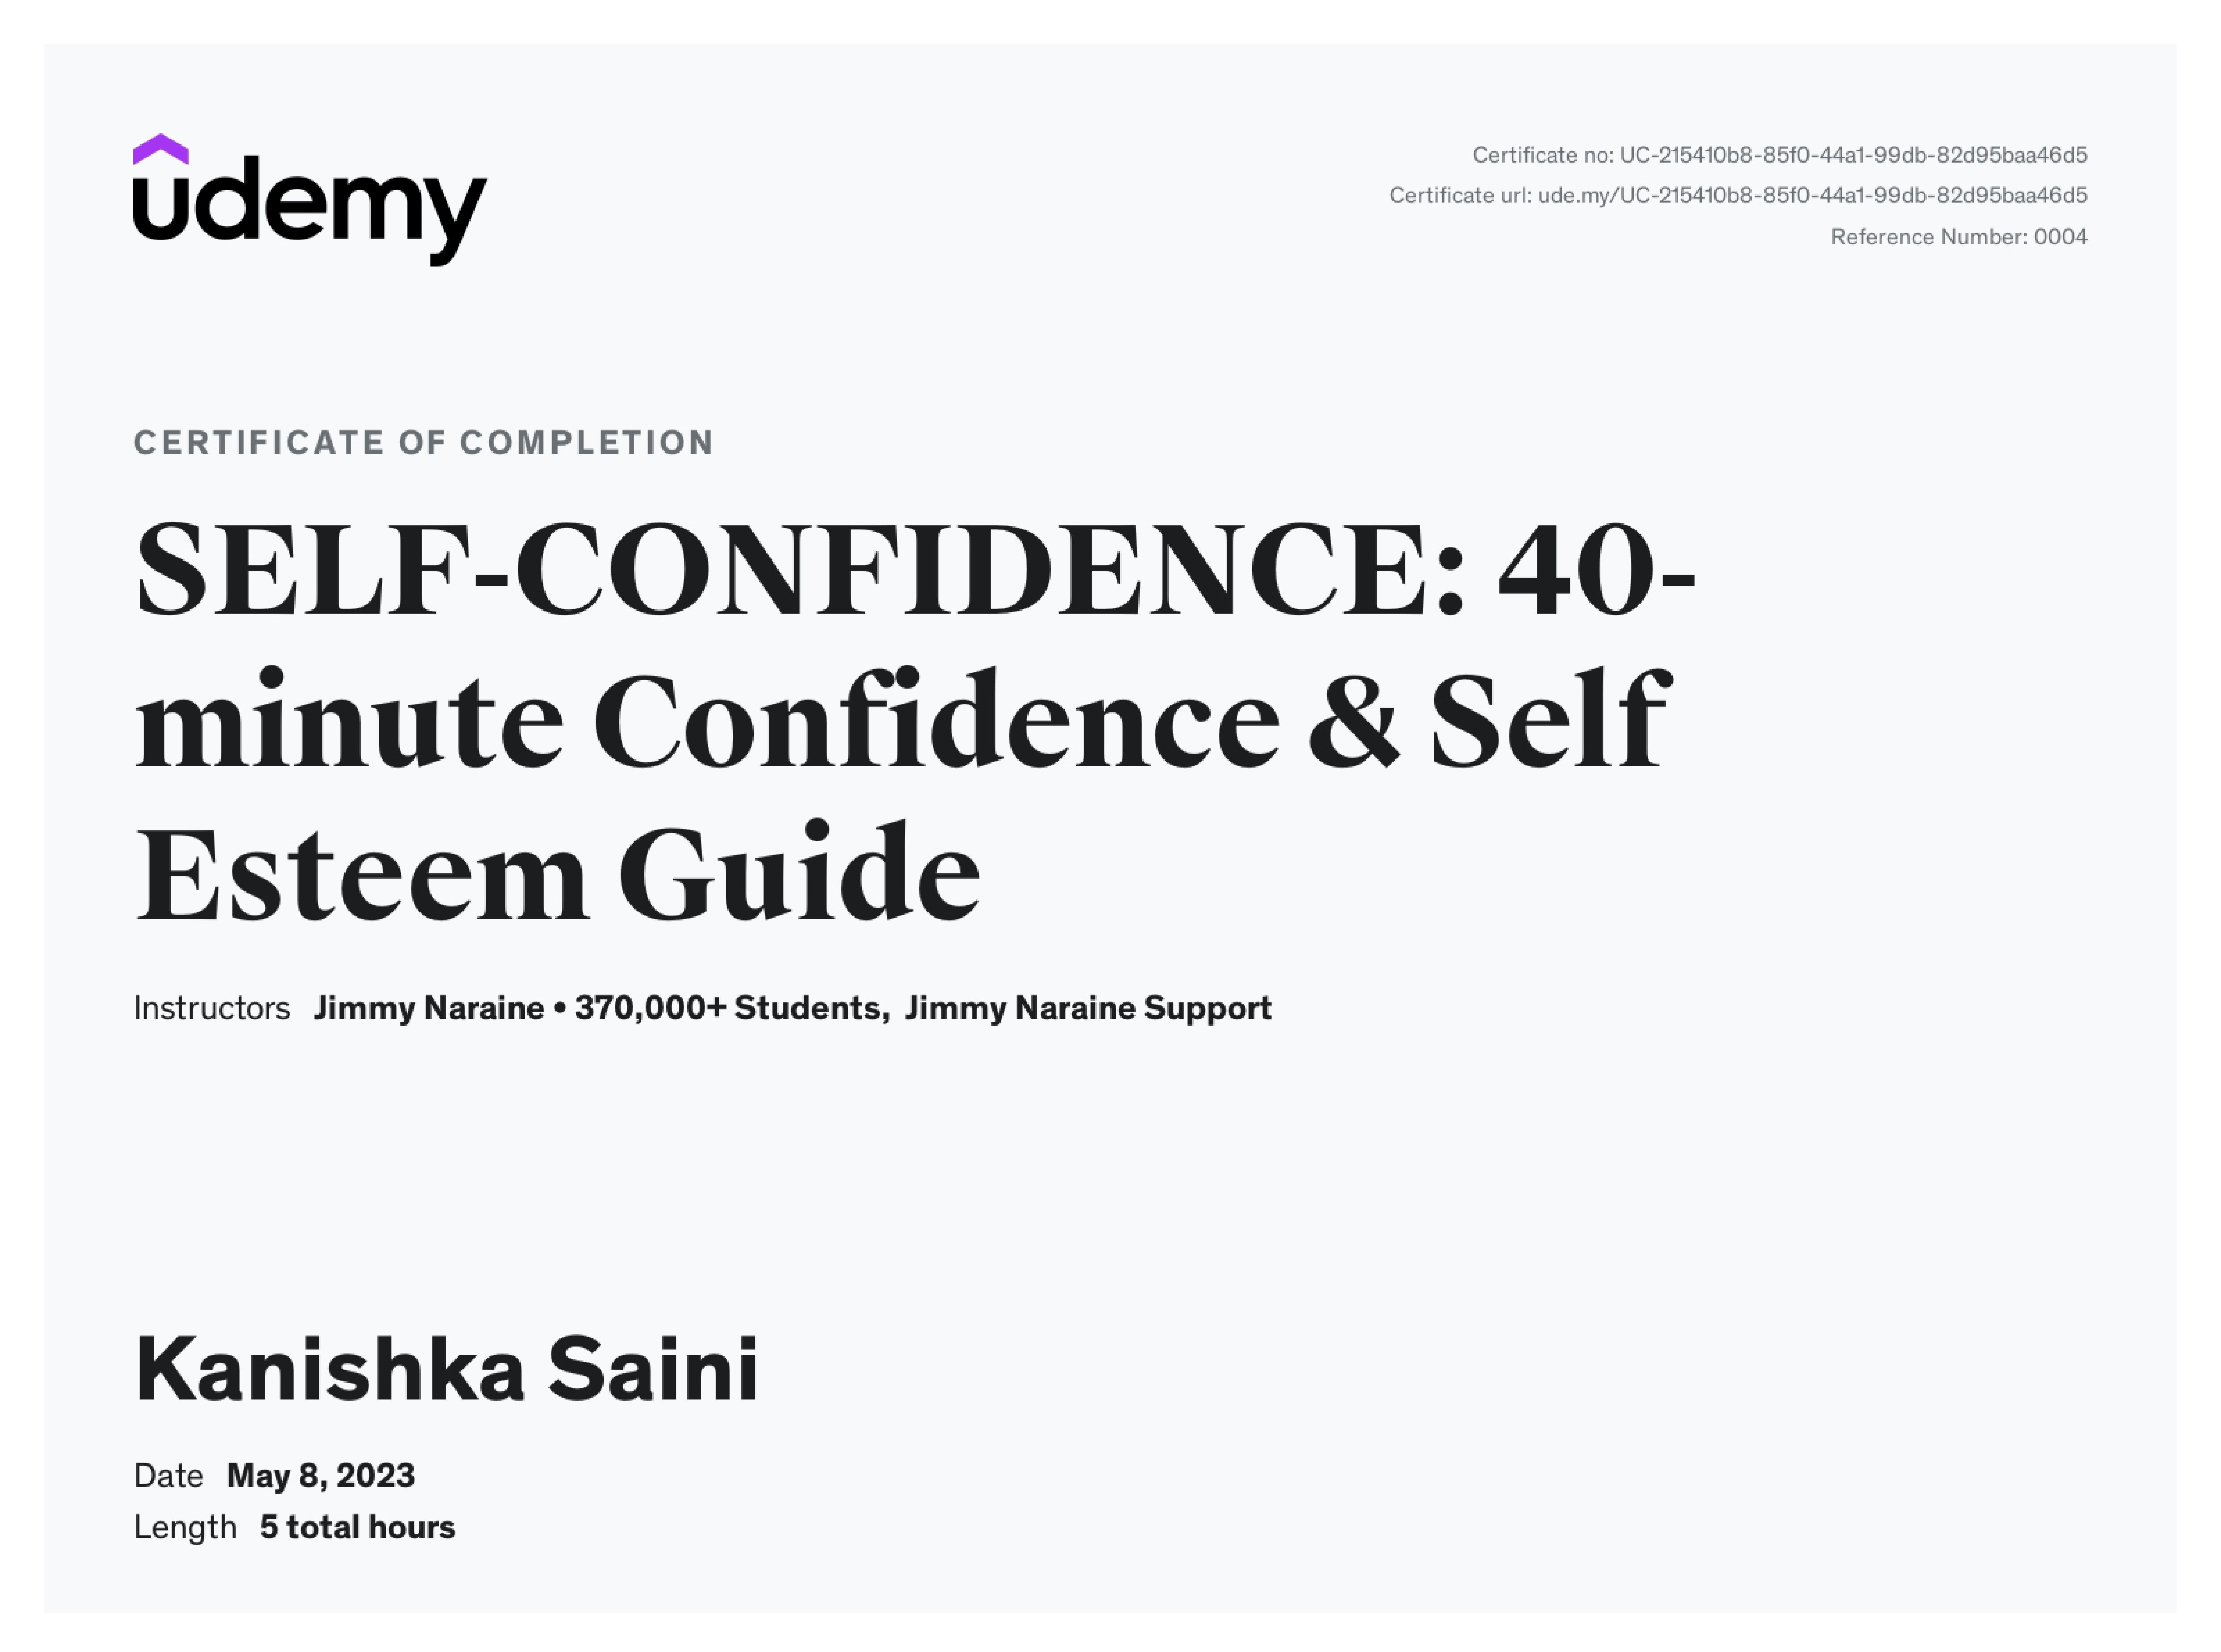 udemy
Certificate no: UC-215410b8-85f0-44a1-99db-82d95baa46d5
Certificate url: ude.my/UC-215410b8-85f0-44a1-99db-82d95baa46d5
Reference Number: 0004
CERTIFICATE OF COMPLETION
SELF-CONFIDENCE: 40-
minute Confidence & Self
Esteem Guide
Instructors Jimmy Naraine • 370,000+ Students, Jimmy Naraine Support
Kanishka Saini
Date May 8, 2023
Length 5 total hours